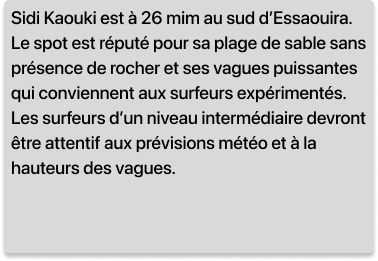 Sidi Kaouki est à 26 mim au sud d’Essaouira.
Le spot est réputé pour sa plage de sable sans
présence de rocher et ses vagues puissantes
qui conviennent aux surfeurs expérimentés.
Les surfeurs d’un niveau intermédiaire devront
être attentif aux prévisions météo et à la
hauteurs des vagues.